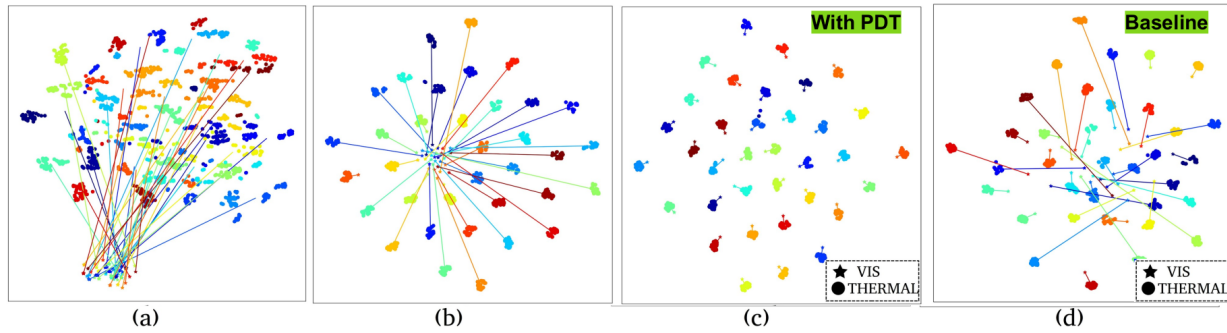 With PDT
Baseline
★ VIS
● THERMAL
★ VIS
● THERMAL
(a)
(b)
(c)
(d)